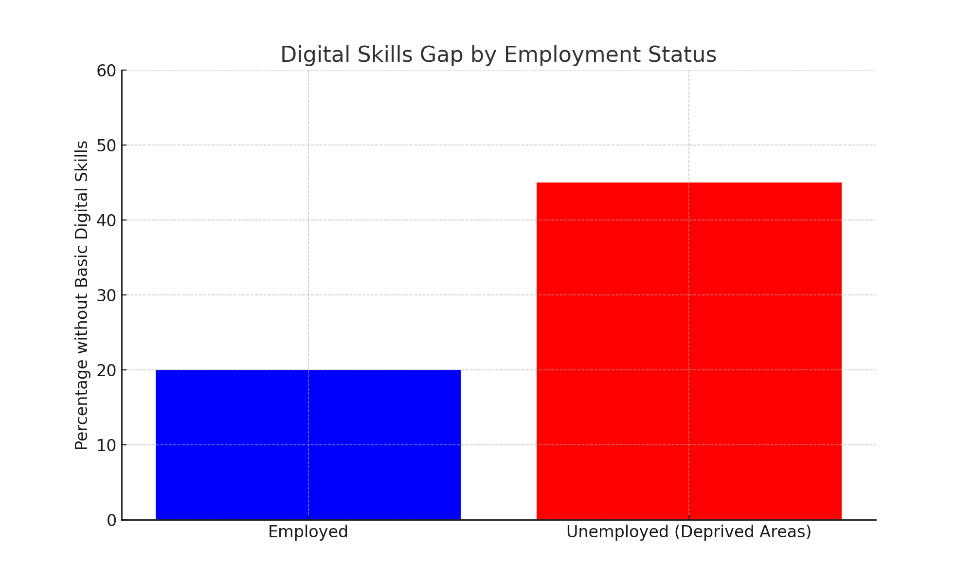 Digital Skills Gap by Employment Status
Percentage without Basic Digital Skills
60
50
40
30
20
10
0
Employed
Unemployed (Deprived Areas)